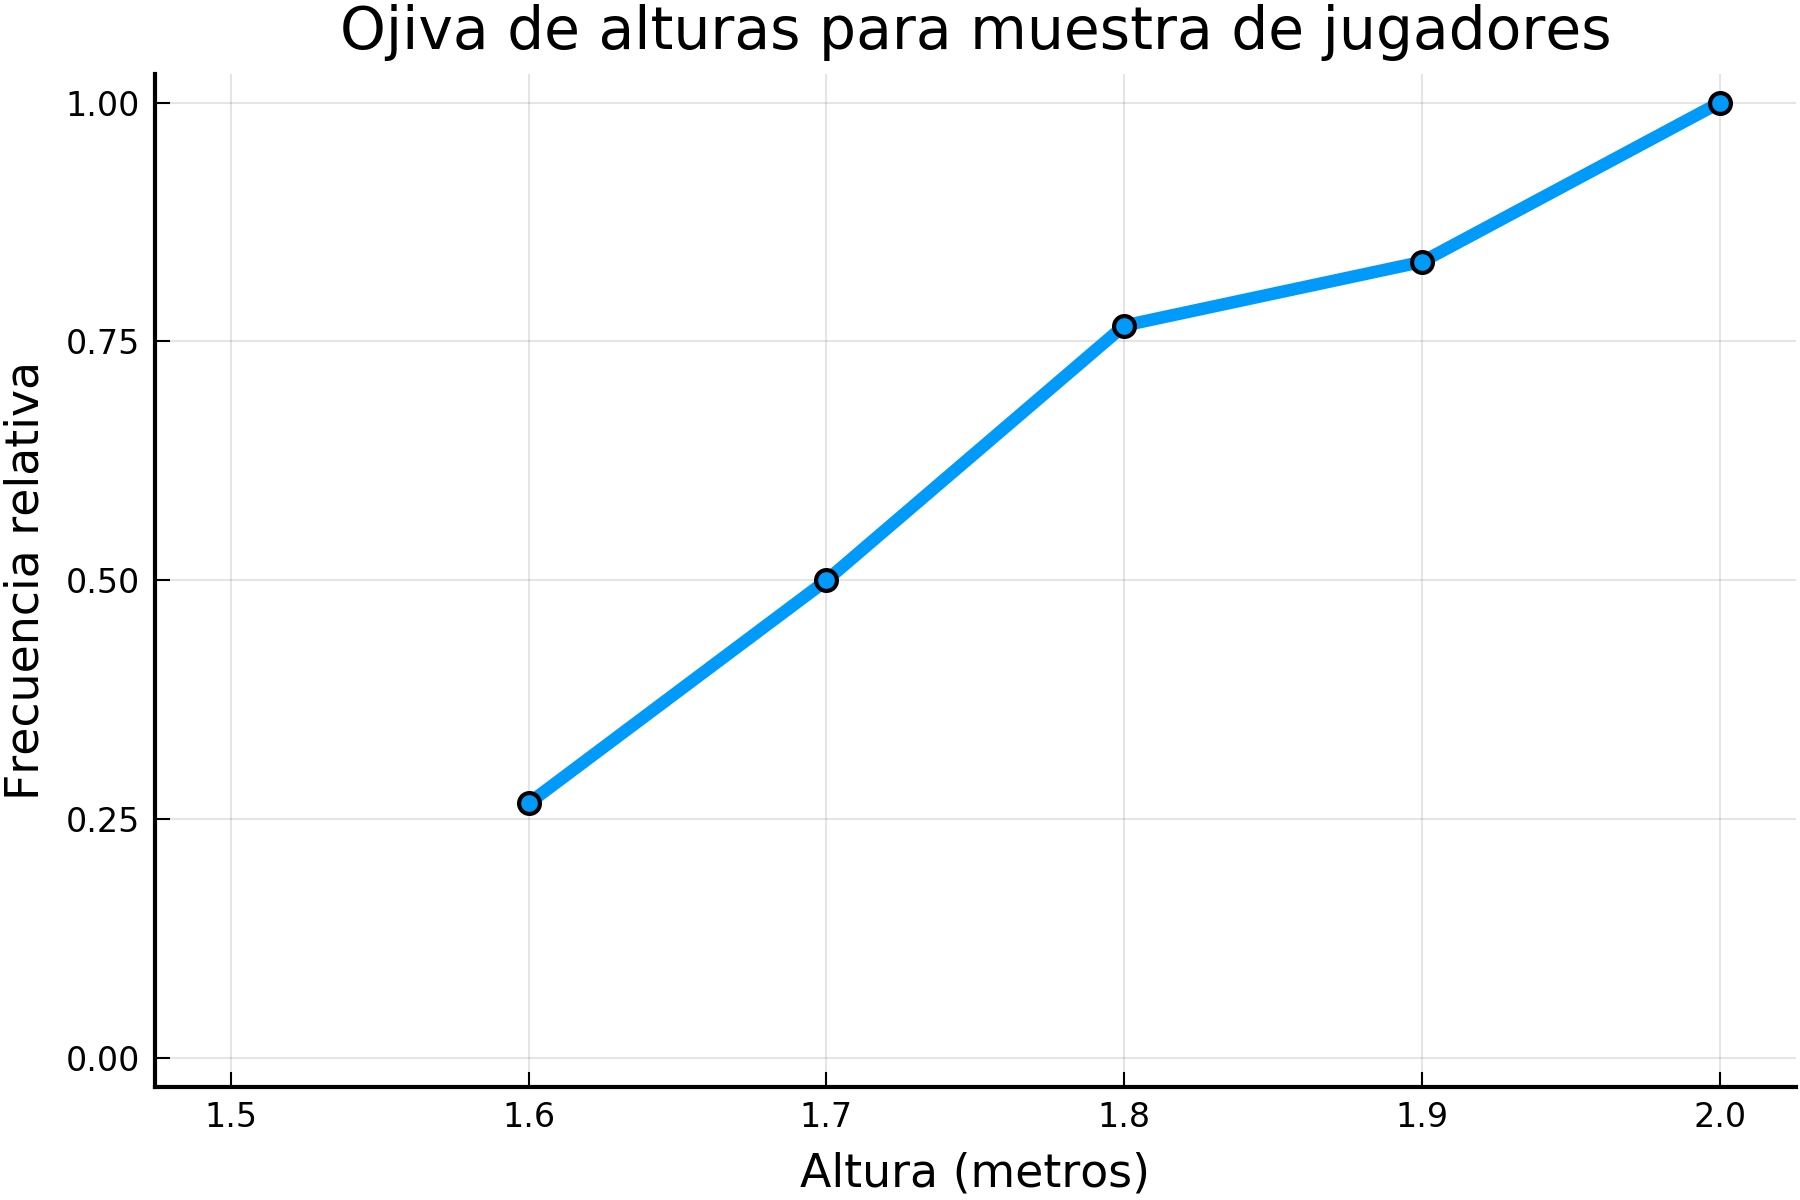 Ojiva de alturas para muestra de jugadores
1.00
0.75
0.50
0.25
0.00
Frecuencia relativa
1.5 1.6 1.7 1.8 1.9 2.0
Altura (metros)